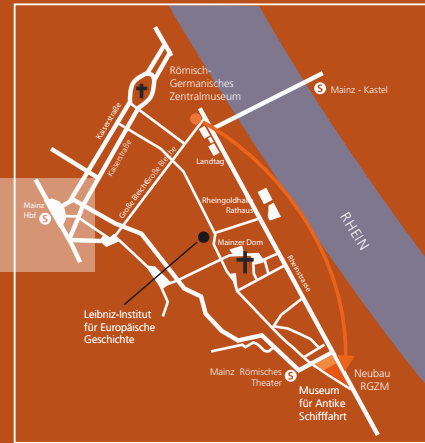 Römisch-
Germanisches
Zentralmuseum
S Mainz - Kastel
Kaiserstraße
Kaiserstraße
Große Bleiche
Große Bleiche
Landtag
Mainz
Hbf
S
Rheingoldhalle
Rathaus
RHEIN
Mainzer Dom
Rheinstrasse
Leibniz-Institut
für Europäische
Geschichte
Mainz Römisches
Theater
S
Neubau
RGZM
Museum
für Antike
Schifffahrt